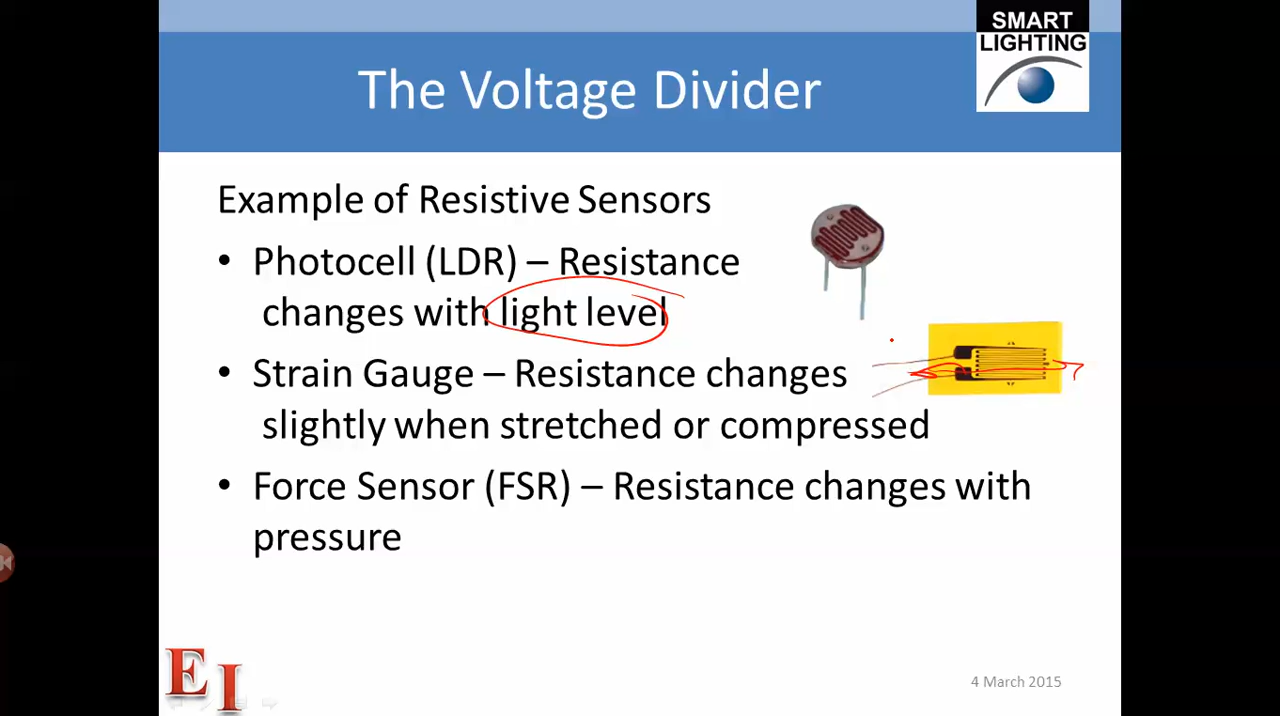 SMART
LIGHTING
The Voltage Divider
Example of Resistive Sensors
• Photocell (LDR) – Resistance
changes with light level
• Strain Gauge – Resistance changes
slightly when stretched or compressed
• Force Sensor (FSR) – Resistance changes with
pressure
EI
4 March 2015